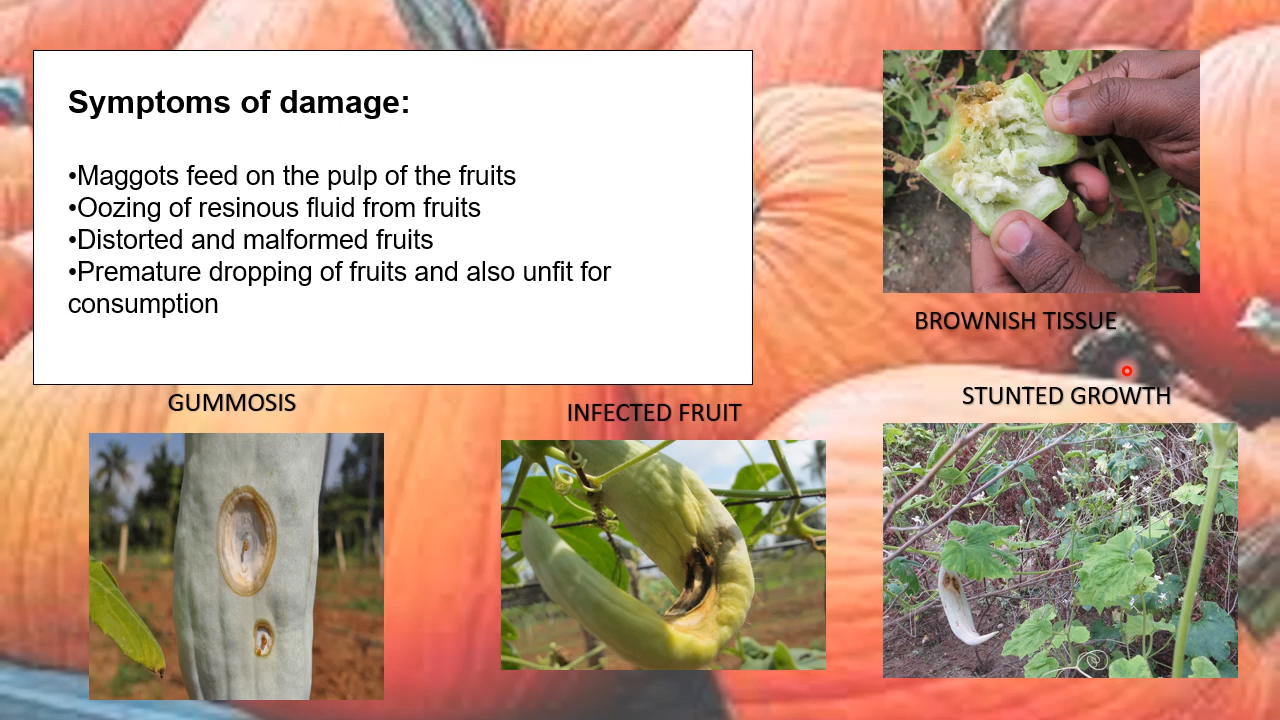 Symptoms of damage:
•Maggots feed on the pulp of the fruits
•Oozing of resinous fluid from fruits
•Distorted and malformed fruits
•Premature dropping of fruits and also unfit for
consumption
BROWNISH TISSUE
GUMMOSIS
INFECTED FRUIT
STUNTED GROWTH